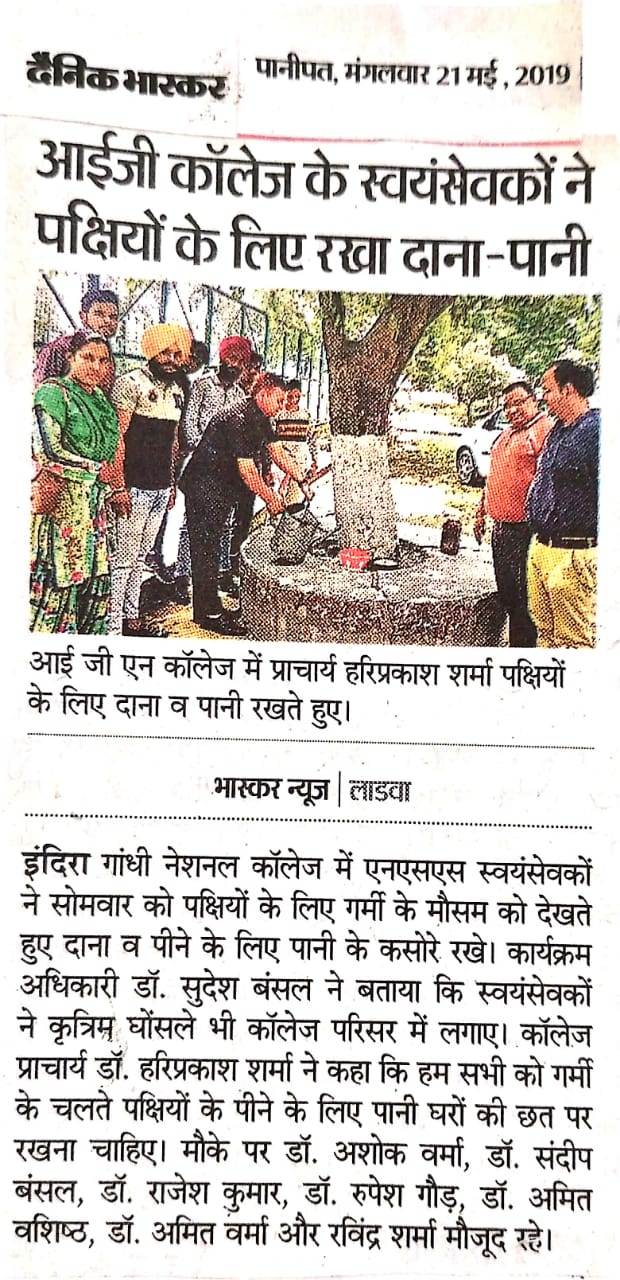 दैनिक भास्कर
पानीपत, मंगलवार 21 मई, 2019
आईजी कॉलेज के स्वयंसेवकों ने
पक्षियों के लिए रखा दाना-पानी
आई जी एन कॉलेज में प्राचार्य हरिप्रकाश शर्मा पक्षियों
के लिए दाना व पानी रखते हुए।
भास्कर न्यूज | लाडवा
इंदिरा गांधी नेशनल कॉलेज में एनएसएस स्वयंसेवकों
ने सोमवार को पक्षियों के लिए गर्मी के मौसम को देखते
हुए दाना व पीने के लिए पानी के कसोरे रखे। कार्यक्रम
अधिकारी डॉ. सुदेश बंसल ने बताया कि स्वयंसेवकों
ने कृत्रिम घोंसले भी कॉलेज परिसर में लगाए। कॉलेज
प्राचार्य डॉ. हरिप्रकाश शर्मा ने कहा कि हम सभी को गर्मी
के चलते पक्षियों के पीने के लिए पानी घरों की छत पर
रखना चाहिए। मौके पर डॉ. अशोक वर्मा, डॉ. संदीप
बंसल, डॉ. राजेश कुमार, डॉ. रुपेश गौड़, डॉ. अमित
वशिष्ठ, डॉ. अमित वर्मा और रविंद्र शर्मा मौजूद रहे।